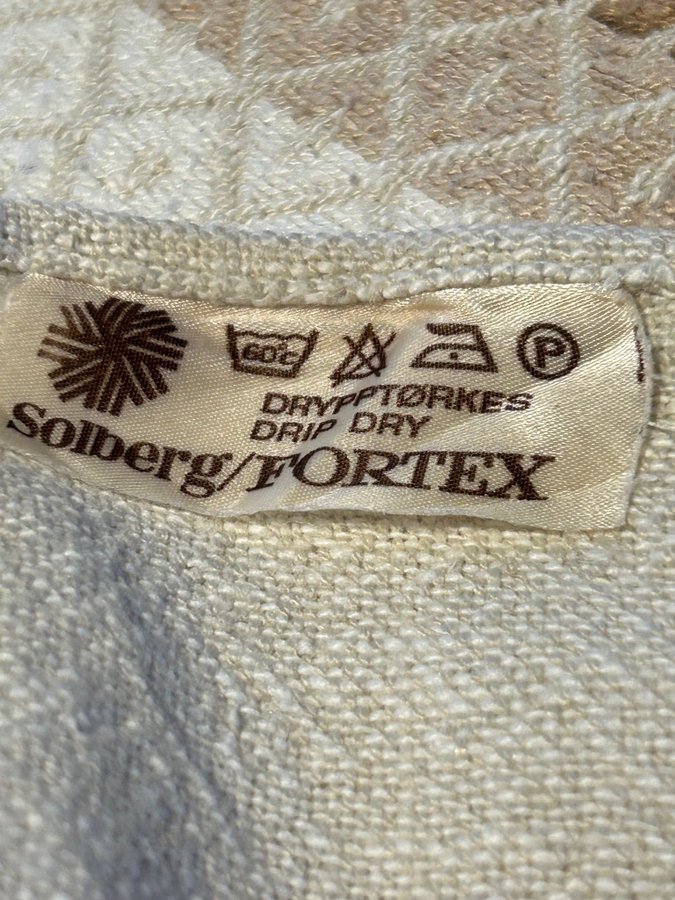 60°C P
DRYPPTØRKES
DRIP DRY
Solberg/FORTEX